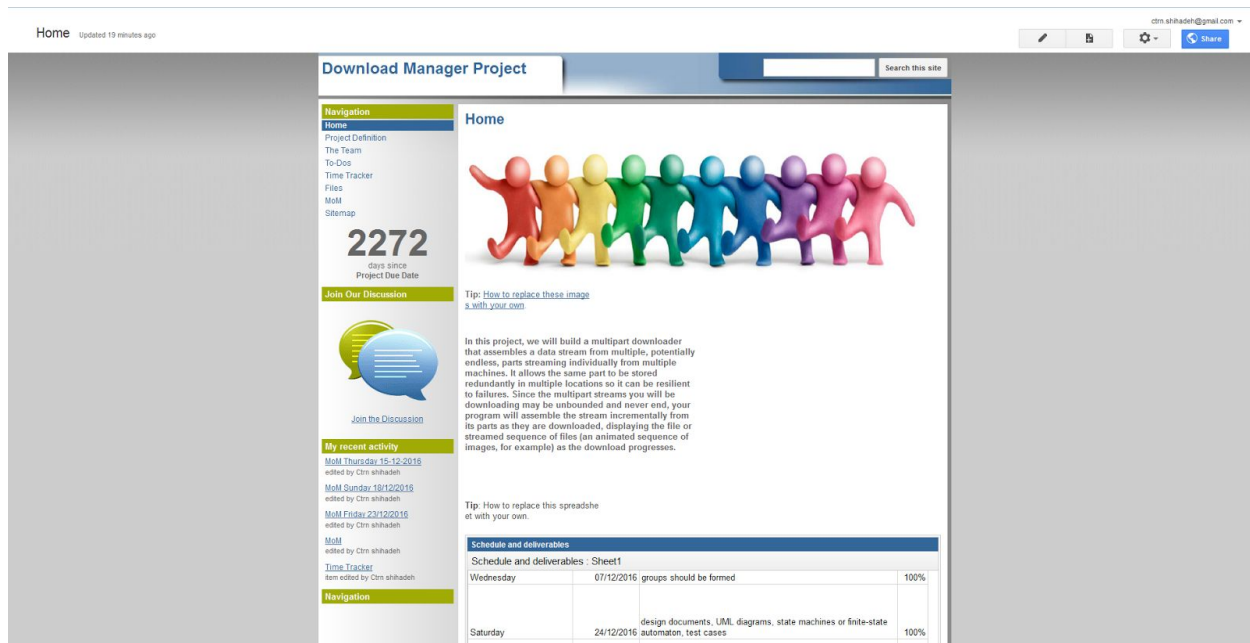 ctrn.shihadeh@gmail.com
Home Updated 19 minutes ago
Share
Download Manager Project
Search this site
Navigation
Home
Project Definition
The Team
To-Dos
Time Tracker
Files
MoM
Sitemap
2272
days since
Project Due Date
Join Our Discussion
Join the Discussion
My recent activity
MoM Thursday 15-12-2016
edited by Ctrn shihadeh
MoM Sunday 18/12/2016
edited by Ctrn shihadeh
MoM Friday 23/12/2016
edited by Ctrn shihadeh
MoM
edited by Ctrn shihadeh
Time Tracker
item edited by Ctrn shihadeh
Navigation
Home
Tip: How to replace these image
s with your own.
In this project, we will build a multipart downloader
that assembles a data stream from multiple, potentially
endless, parts streaming individually from multiple
machines. It allows the same part to be stored
redundantly in multiple locations so it can be resilient
to failures. Since the multipart streams you will be
downloading may be unbounded and never end, your
program will assemble the stream incrementally from
its parts as they are downloaded, displaying the file or
streamed sequence of files (an animated sequence of
images, for example) as the download progresses.
Tip: How to replace this spreadshe
et with your own.
Schedule and deliverables
Schedule and deliverables : Sheet1
Wednesday 07/12/2016 groups should be formed 100%
design documents, UML diagrams, state machines or finite-state
Saturday 24/12/2016 automaton, test cases 100%